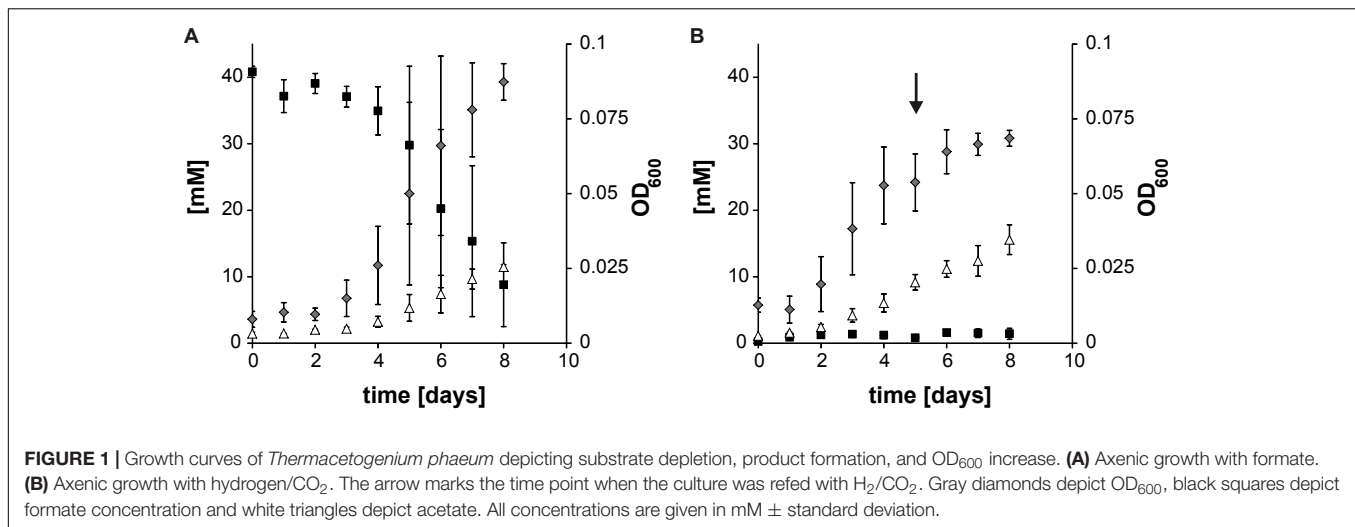 A
B
40
30
20
10
0
[mM]
0.1
0.075
0.05
0.025
0
OD600
0 2 4 6 8 10
time [days]
40
30
20
10
0
[mM]
0.1
0.075
0.05
0.025
0
OD600
0 2 4 6 8 10
time [days]
FIGURE 1 | Growth curves of Thermacetogenium phaeum depicting substrate depletion, product formation, and OD600 increase. (A) Axenic growth with formate.
(B) Axenic growth with hydrogen/CO2. The arrow marks the time point when the culture was refed with H2/CO2. Gray diamonds depict OD600, black squares depict
formate concentration and white triangles depict acetate. All concentrations are given in mM ± standard deviation.